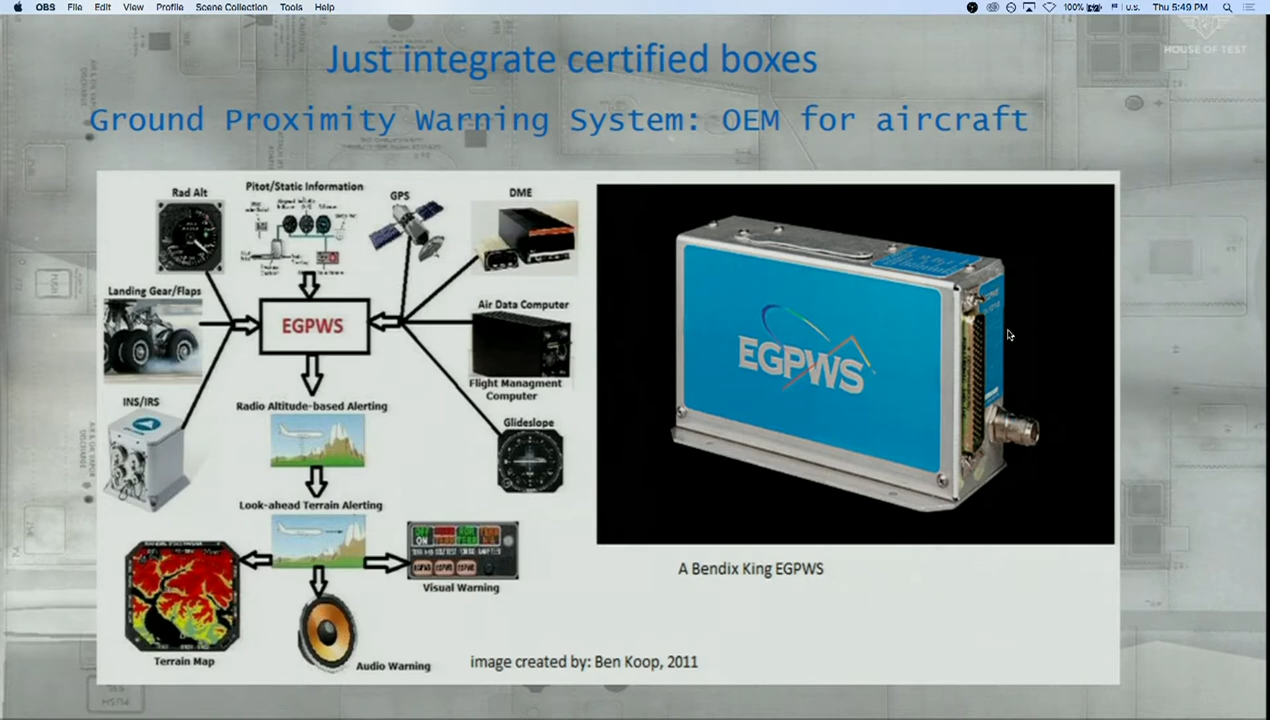 OBS File Edit View Profile Scene Collection Tools Help
100% U.S. Thu 5:49 PM
HOUSE OF TEST
Just integrate certified boxes
Ground Proximity Warning System: OEM for aircraft
Rad Alt
Pitot/Static Information
GPS
DME
Landing Gear/Flaps
EGPWS
Air Data Computer
Flight Managment
Computer
INS/IRS
Radio Altitude-based Alerting
Glideslope
Look-ahead Terrain Alerting
Visual Warning
Terrain Map
Audio Warning
EGPWS
A Bendix King EGPWS
image created by: Ben Koop, 2011